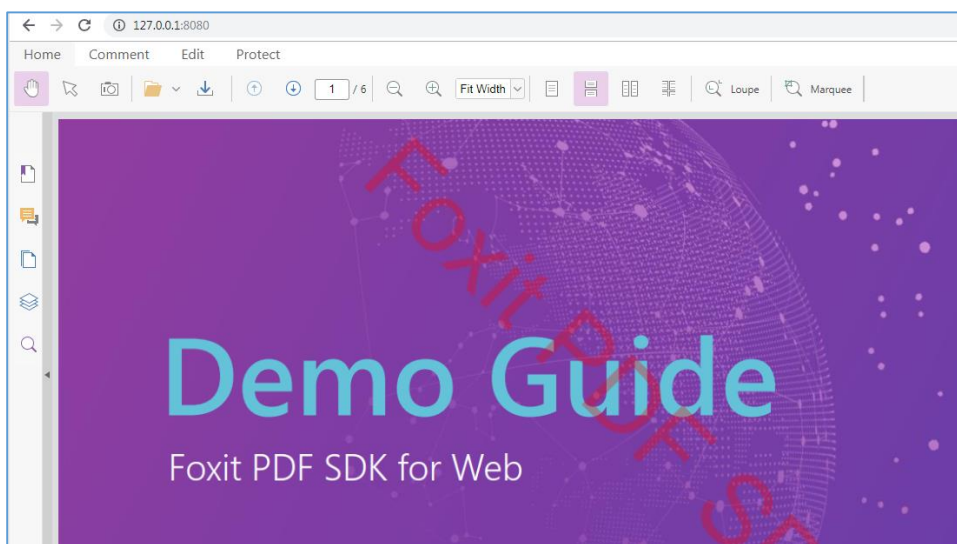 127.0.0.1:8080
Home Comment Edit Protect
1 / 6 Fit Width Loupe Marquee
Foxit PDF SD
Demo Guide
Foxit PDF SDK for Web